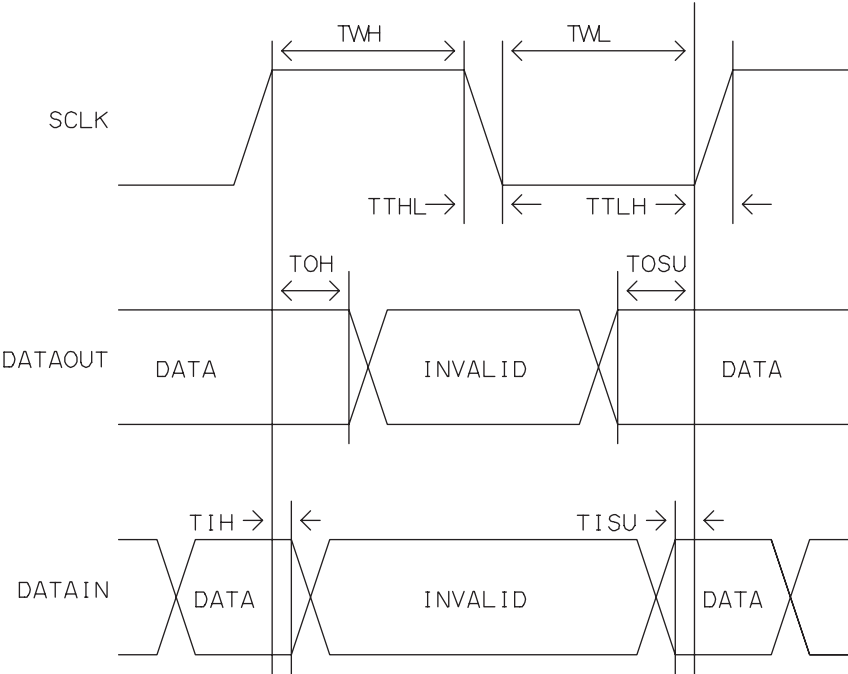 TWH
TWL
SCLK
TTHL
TTLH
TOH
TOSU
DATAOUT
DATA
INVALID
DATA
TIH
TISU
DATAIN
DATA
INVALID
DATA